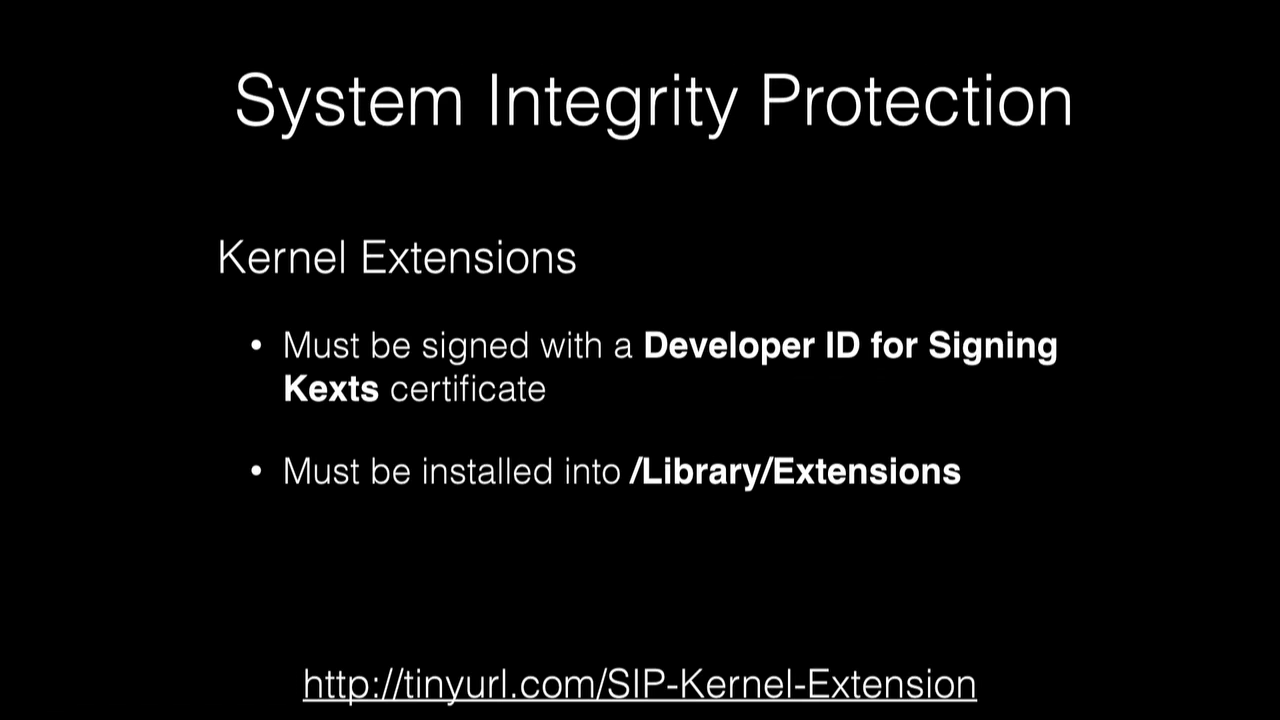 System Integrity Protection
Kernel Extensions
• Must be signed with a Developer ID for Signing
Kexts certificate
• Must be installed into /Library/Extensions
http://tinyurl.com/SIP-Kernel-Extension